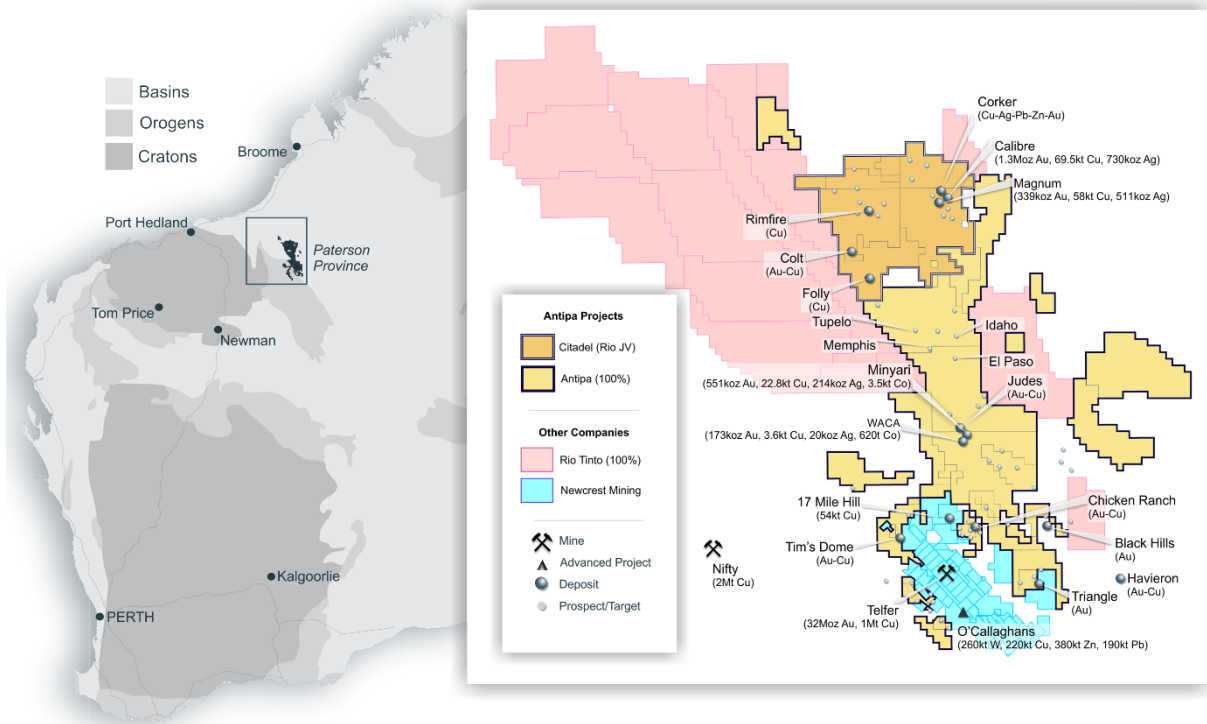 Basins
Orogens
Cratons
Broome
Port Hedland
Paterson
Province
Tom Price
Newman
Kalgoorlie
PERTH
Corker
(Cu-Ag-Pb-Zn-Au)
Calibre
(1.3Moz Au, 69.5kt Cu, 730koz Ag)
Magnum
(339koz Au, 58kt Cu, 511koz Ag)
Rimfire
(Cu)
Colt
(Au-Cu)
Folly
(Cu)
Tupelo
Idaho
Memphis
El Paso
Minyari
(551koz Au, 22.8kt Cu, 214koz Ag, 3.5kt Co)
Judes
(Au-Cu)
WACA
(173koz Au, 3.6kt Cu, 20koz Ag, 620t Co)
17 Mile Hill
(54kt Cu)
Chicken Ranch
(Au-Cu)
Tim's Dome
(Au-Cu)
Black Hills
(Au)
Nifty
(2Mt Cu)
Havieron
(Au-Cu)
Triangle
(Au)
Telfer
(32Moz Au, 1Mt Cu)
O'Callaghans
(260kt W, 220kt Cu, 380kt Zn, 190kt Pb)
Antipa Projects
Citadel (Rio JV)
Antipa (100%)
Other Companies
Rio Tinto (100%)
Newcrest Mining
Mine
Advanced Project
Deposit
Prospect/Target